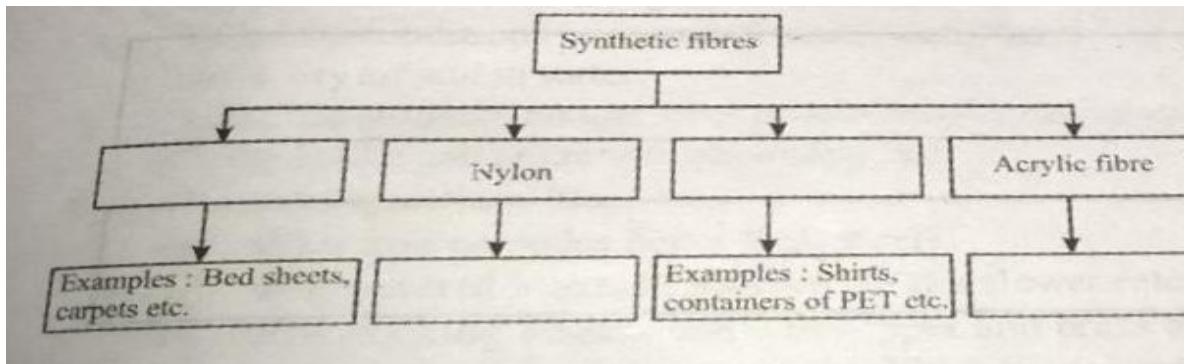 Synthetic fibres
Nylon
Acrylic fibre
Examples : Bed sheets,
carpets etc.
Examples : Shirts,
containers of PET etc.